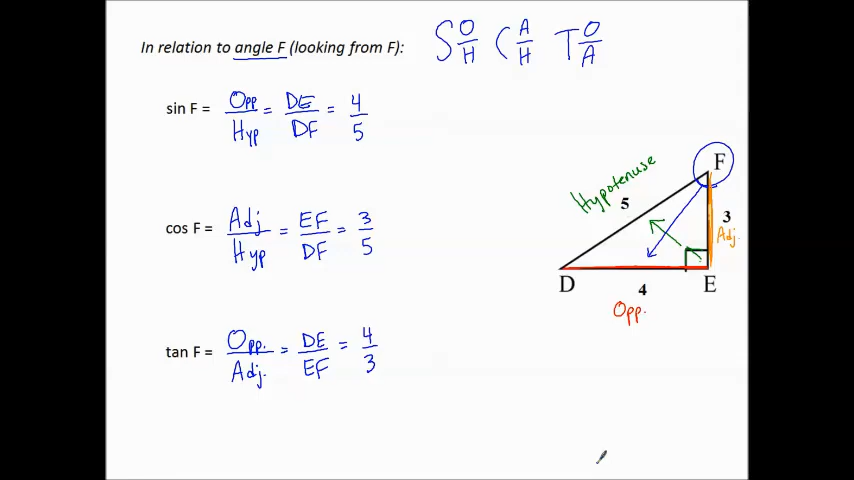 In relation to angle F (looking from F): S O/H C A/H T O/A
sin F = Opp/Hyp = DE/DF = 4/5
F
Hypotenuse
5
3
Adj.
cos F = Adj/Hyp = EF/DF = 3/5
D
4
E
Opp.
tan F = Opp./Adj. = DE/EF = 4/3